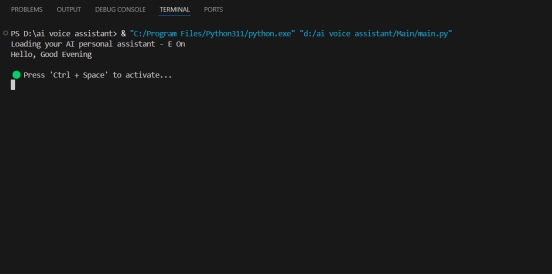 PROBLEMS OUTPUT DEBUG CONSOLE TERMINAL PORTS
PS D:\ai voice assistant> & "C:/Program Files/Python311/python.exe" "d:/ai voice assistant/Main/main.py"
Loading your AI personal assistant - E On
Hello, Good Evening
Press 'Ctrl + Space' to activate...